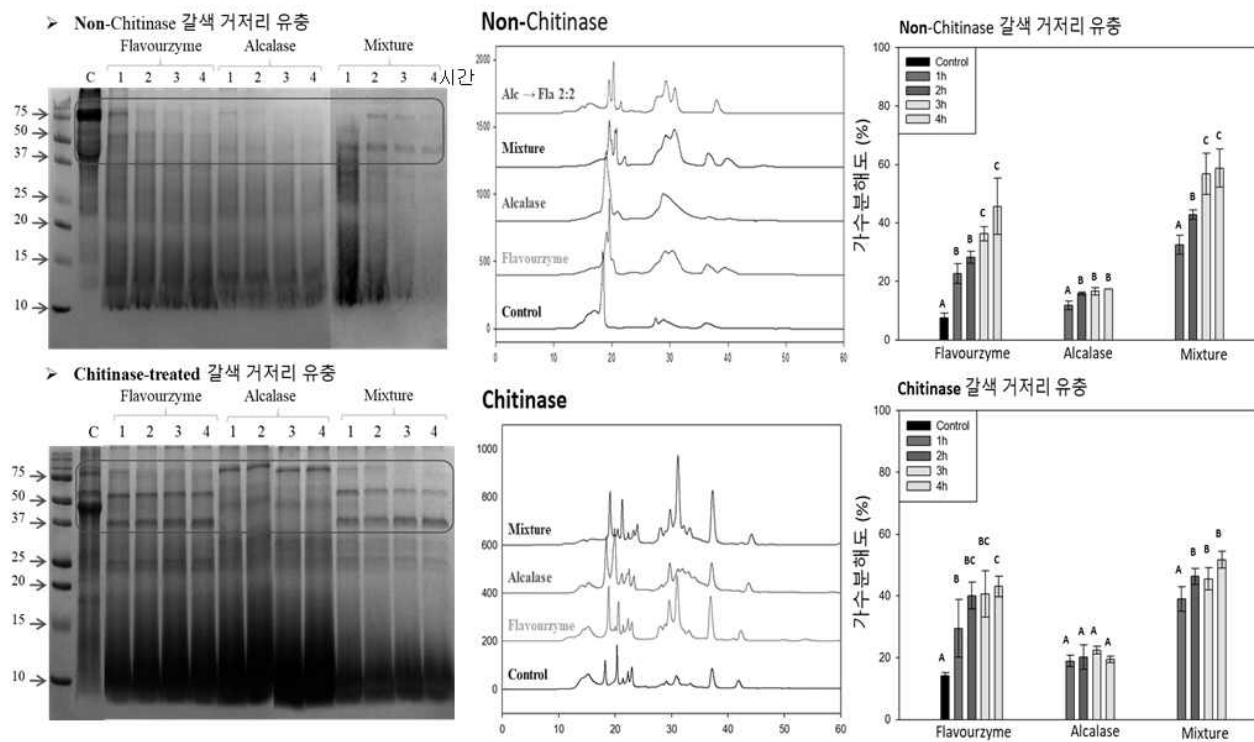 ➢ Non-Chitinase 갈색 거저리 유충
Flavourzyme Alcalase Mixture
C 1 2 3 4 1 2 3 4 1 2 3 4 시간
75
50
37
25
20
15
10
Non-Chitinase
2000
1500
1000
500
0
Alc → Fla 2:2
Mixture
Alcalase
Flavourzyme
Control
0 10 20 30 40 50 60
Non-Chitinase 갈색 거저리 유충
가수분해도 (%)
100
80
60
40
20
0
Control
1h
2h
3h
4h
A B B C C
A B B B
A B C C
Flavourzyme Alcalase Mixture
➢ Chitinase-treated 갈색 거저리 유충
Flavourzyme Alcalase Mixture
C 1 2 3 4 1 2 3 4 1 2 3 4
75
50
37
25
20
15
10
Chitinase
1000
800
600
400
200
0
Mixture
Alcalase
Flavourzyme
Control
0 10 20 30 40 50 60
Chitinase 갈색 거저리 유충
가수분해도 (%)
100
80
60
40
20
0
Control
1h
2h
3h
4h
A B BC BC C
A A A A
A B B B
Flavourzyme Alcalase Mixture